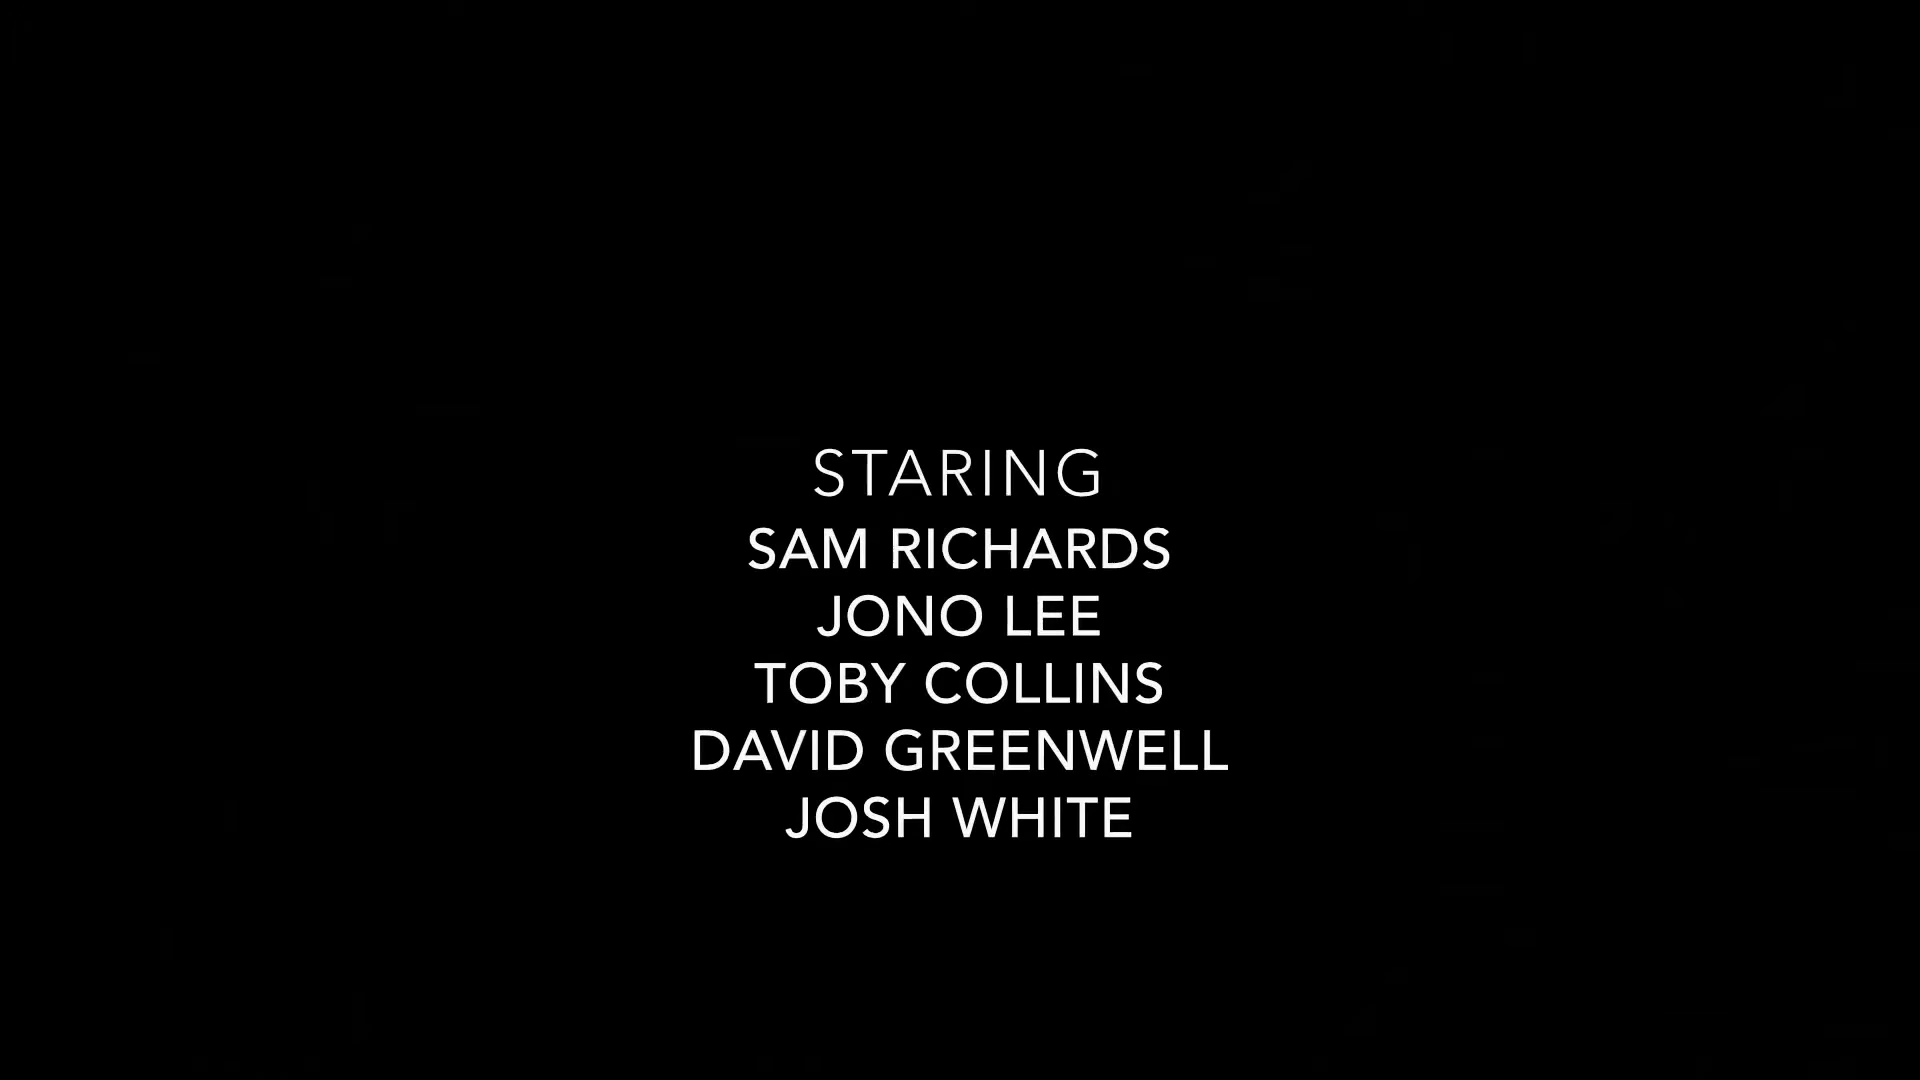 STARING
SAM RICHARDS
JONO LEE
TOBY COLLINS
DAVID GREENWELL
JOSH WHITE